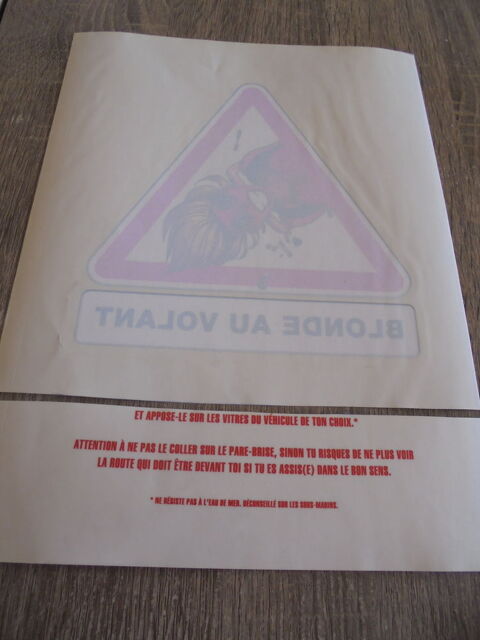 BLONDE AU VOLANT
ET APPOSE-LE SUR LES VITRES DU VÉHICULE DE TON CHOIX.*
ATTENTION À NE PAS LE COLLER SUR LE PARE-BRISE, SINON TU RISQUES DE NE PLUS VOIR
LA ROUTE QUI DOIT ÊTRE DEVANT TOI SI TU ES ASSIS(E) DANS LE BON SENS.
* NE RÉSISTE PAS À L'EAU DE MER. DÉCONSEILLÉ SUR LES SOUS-MARINS.